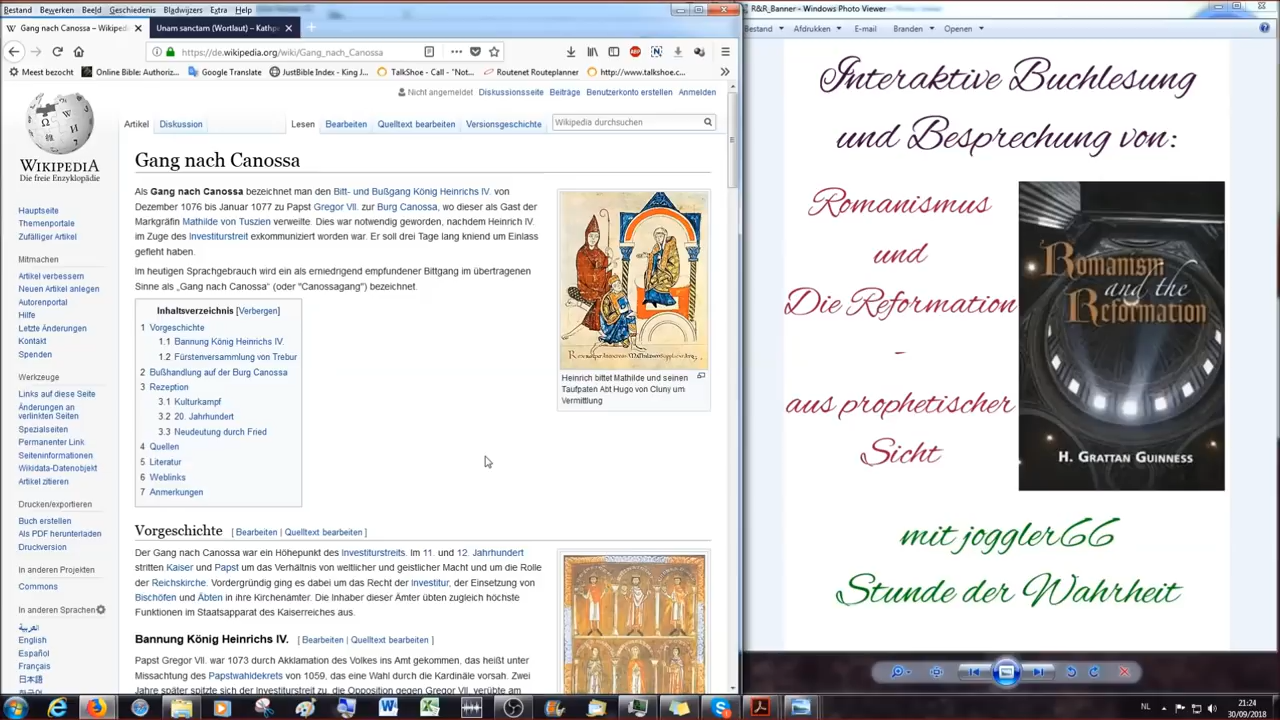 Bestand Bewerken Beeld Geschiedenis Bladwijzers Extra Help
Gang nach Canossa – Wikiped
Unam sanctam (Wortlaut) – Kathp
https://de.wikipedia.org/wiki/Gang_nach_Canossa
Meest bezocht
Online Bible: Authoriz...
Google Translate
JustBible Index - King J...
TalkShoe - Call - "Not...
Routenet Routeplanner
http://www.talkshoe.c...
Nicht angemeldet Diskussionsseite Beiträge Benutzerkonto erstellen Anmelden
Artikel Diskussion Lesen Bearbeiten Quelltext bearbeiten Versionsgeschichte
Wikipedia durchsuchen
WIKIPEDIA
Die freie Enzyklopädie
Hauptseite
Themenportale
Zufälliger Artikel
Mitmachen
Artikel verbessern
Neuen Artikel anlegen
Autorenportal
Hilfe
Letzte Änderungen
Kontakt
Spenden
Werkzeuge
Links auf diese Seite
Änderungen an
verlinkten Seiten
Spezialseiten
Permanenter Link
Seiteninformationen
Wikidata-Datenobjekt
Artikel zitieren
Drucken/exportieren
Buch erstellen
Als PDF herunterladen
Druckversion
In anderen Projekten
Commons
In anderen Sprachen
العربية
English
Español
Français
日本語
한국어
Gang nach Canossa
Als Gang nach Canossa bezeichnet man den Bitt- und Bußgang König Heinrichs IV. von
Dezember 1076 bis Januar 1077 zu Papst Gregor VII. zur Burg Canossa, wo dieser als Gast der
Markgräfin Mathilde von Tuszien verweilte. Dies war notwendig geworden, nachdem Heinrich IV.
im Zuge des Investiturstreit exkommuniziert worden war. Er soll drei Tage lang kniend um Einlass
gefleht haben.
Im heutigen Sprachgebrauch wird ein als erniedrigend empfundener Bittgang im übertragenen
Sinne als „Gang nach Canossa“ (oder "Canossagang") bezeichnet.
Inhaltsverzeichnis [Verbergen]
1 Vorgeschichte
1.1 Bannung König Heinrichs IV.
1.2 Fürstenversammlung von Trebur
2 Bußhandlung auf der Burg Canossa
3 Rezeption
3.1 Kulturkampf
3.2 20. Jahrhundert
3.3 Neudeutung durch Fried
4 Quellen
5 Literatur
6 Weblinks
7 Anmerkungen
Heinrich bittet Mathilde und seinen
Taufpaten Abt Hugo von Cluny um
Vermittlung
Vorgeschichte [ Bearbeiten | Quelltext bearbeiten ]
Der Gang nach Canossa war ein Höhepunkt des Investiturstreits. Im 11. und 12. Jahrhundert
stritten Kaiser und Papst um das Verhältnis von weltlicher und geistlicher Macht und um die Rolle
der Reichskirche. Vordergründig ging es dabei um das Recht der Investitur, der Einsetzung von
Bischöfen und Äbten in ihre Kirchenämter. Die Inhaber dieser Ämter übten zugleich höchste
Funktionen im Staatsapparat des Kaiserreiches aus.
Bannung König Heinrichs IV. [ Bearbeiten | Quelltext bearbeiten ]
Papst Gregor VII. war 1073 durch Akklamation des Volkes ins Amt gekommen, das heißt unter
Missachtung des Papstwahldekrets von 1059, das eine Wahl durch die Kardinäle vorsah. Zwei
Jahre später spitzte sich der Investiturstreit zu, die Opposition gegen Gregor VII. verübte am
R&R_Banner - Windows Photo Viewer
Bestand Afdrukken E-mail Branden Openen
Interaktive Buchlesung
und Besprechung von:
Romanismus
und
Die Reformation
-
aus prophetischer
Sicht
Romanism
and the
Reformation
H. GRATTAN GUINNESS
mit joggler66
Stunde der Wahrheit
NL
21:24
30/09/2018